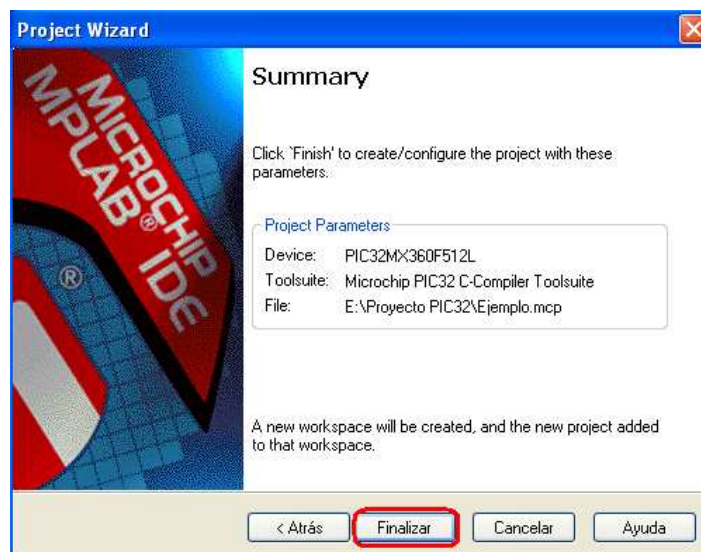 Project Wizard
MICROCHIP
MPLAB® IDE
®
Summary
Click `Finish' to create/configure the project with these
parameters.
Project Parameters
Device: PIC32MX360F512L
Toolsuite: Microchip PIC32 C-Compiler Toolsuite
File: E:\Proyecto PIC32\Ejemplo.mcp
A new workspace will be created, and the new project added
to that workspace.
< Atrás Finalizar Cancelar Ayuda